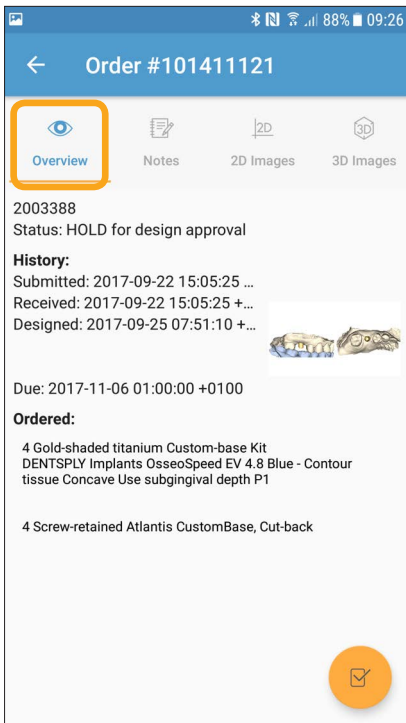 88% 09:26
Order #101411121
2D 3D
Overview Notes 2D Images 3D Images
2003388
Status: HOLD for design approval
History:
Submitted: 2017-09-22 15:05:25 ...
Received: 2017-09-22 15:05:25 +...
Designed: 2017-09-25 07:51:10 +...
Due: 2017-11-06 01:00:00 +0100
Ordered:
4 Gold-shaded titanium Custom-base Kit
DENTSPLY Implants OsseoSpeed EV 4.8 Blue - Contour
tissue Concave Use subgingival depth P1
4 Screw-retained Atlantis CustomBase, Cut-back